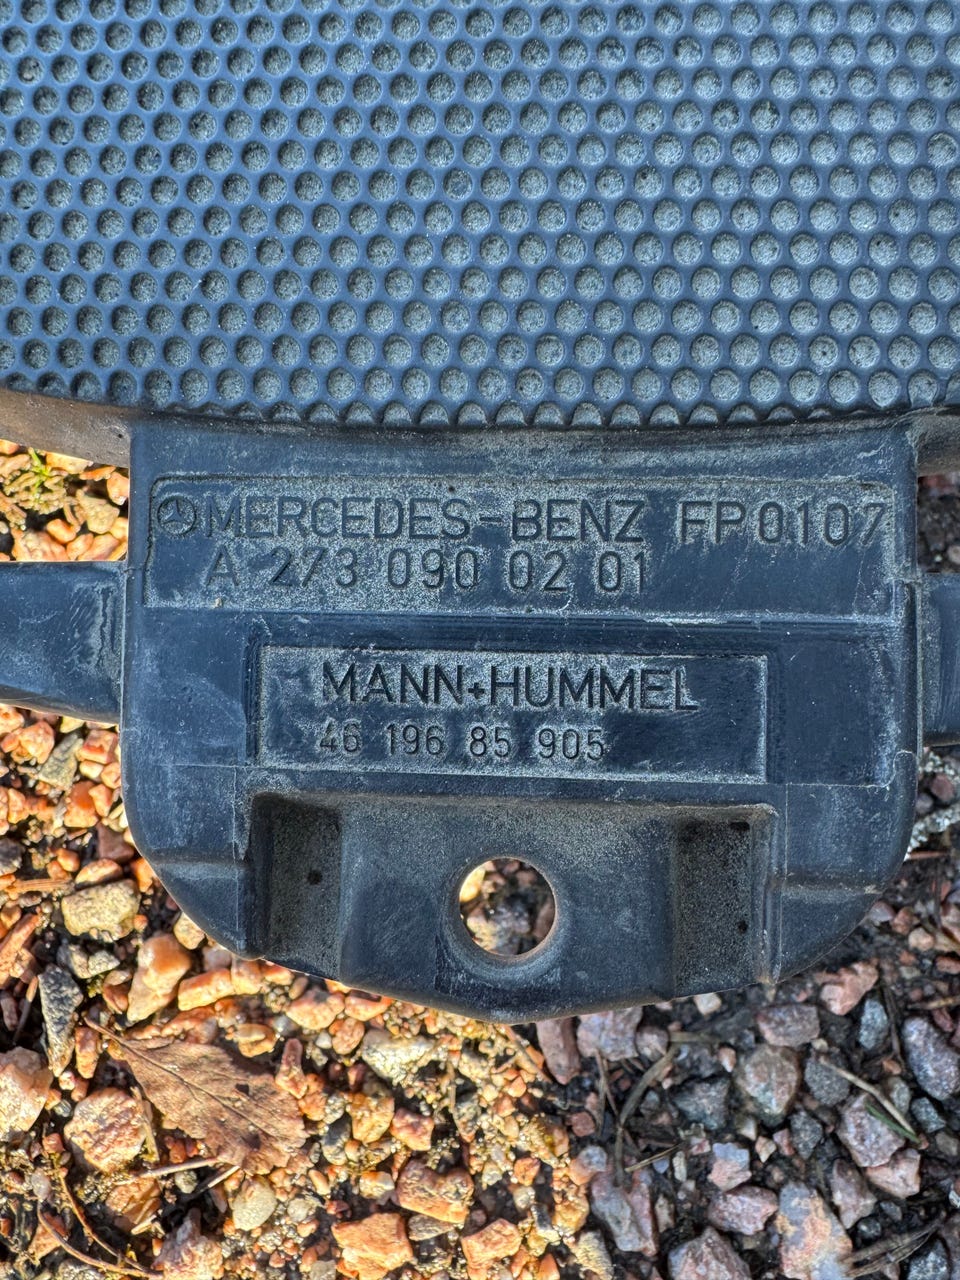 MERCEDES-BENZ FP0107
A 273 090 02 01
MANN+HUMMEL
46 196 85 905